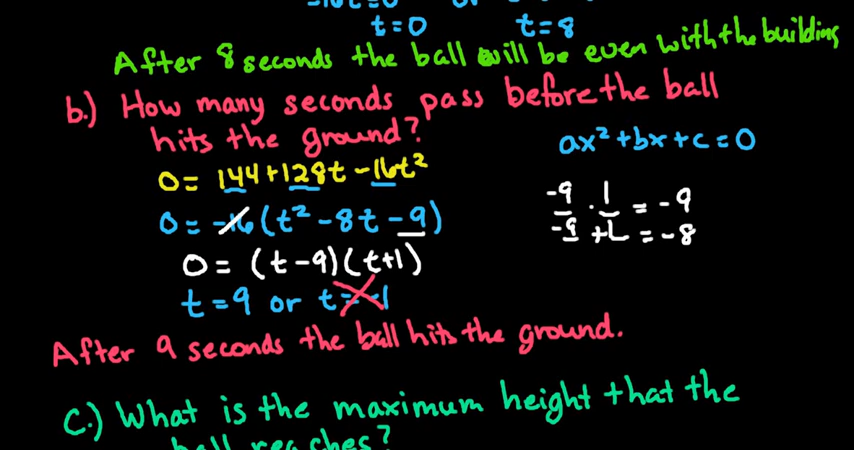 t=0 t=8
After 8 seconds the ball will be even with the building
b.) How many seconds pass before the ball
hits the ground?
0= 144+128t-16t²
0= -16(t²-8t-9)
0= (t-9)(t+1)
t=9 or t=-1
ax²+bx+c=0
-9 · 1 = -9
-9 + 1 = -8
After 9 seconds the ball hits the ground.
C.) What is the maximum height that the
ball reaches?